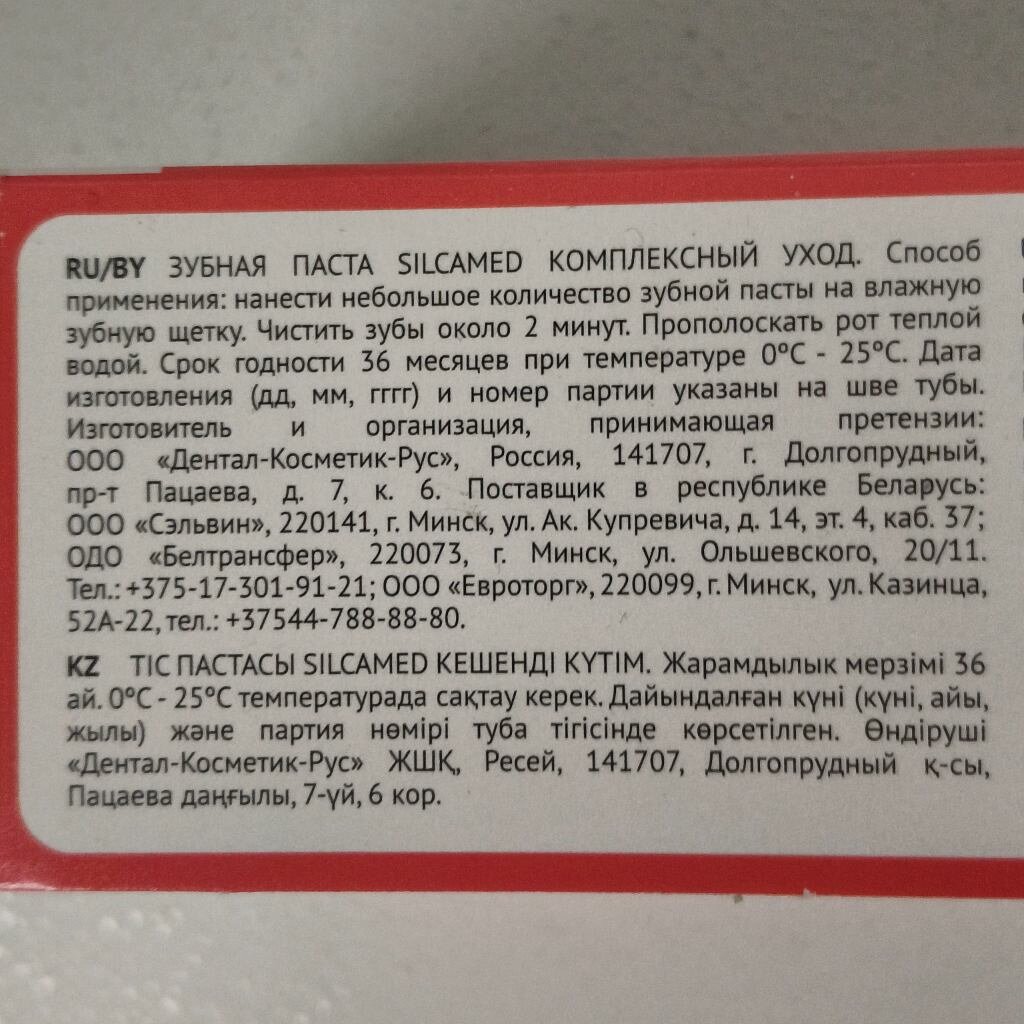 RU/BY ЗУБНАЯ ПАСТА SILCAMED КОМПЛЕКСНЫЙ УХОД. Способ
применения: нанести небольшое количество зубной пасты на влажную
зубную щетку. Чистить зубы около 2 минут. Прополоскать рот теплой
водой. Срок годности 36 месяцев при температуре 0°С - 25°С. Дата
изготовления (дд, мм, гггг) и номер партии указаны на шве тубы.
Изготовитель и организация, принимающая претензии:
ООО «Дентал-Косметик-Рус», Россия, 141707, г. Долгопрудный,
пр-т Пацаева, д. 7, к. 6. Поставщик в республике Беларусь:
ООО «Сэльвин», 220141, г. Минск, ул. Ак. Купревича, д. 14, эт. 4, каб. 37;
ОДО «Белтрансфер», 220073, г. Минск, ул. Ольшевского, 20/11.
Тел.: +375-17-301-91-21; ООО «Евроторг», 220099, г. Минск, ул. Казинца,
52А-22, тел.: +37544-788-88-80.
KZ ТІС ПАСТАСЫ SILCAMED КЕШЕНДІ КҮТІМ. Жарамдылық мерзімі 36
ай. 0°С - 25°С температурада сақтау керек. Дайындалған күні (күні, айы,
жылы) және партия нөмірі туба тігісінде көрсетілген. Өндіруші
«Дентал-Косметик-Рус» ЖШҚ, Ресей, 141707, Долгопрудный қ-сы,
Пацаева даңғылы, 7-үй, 6 кор.